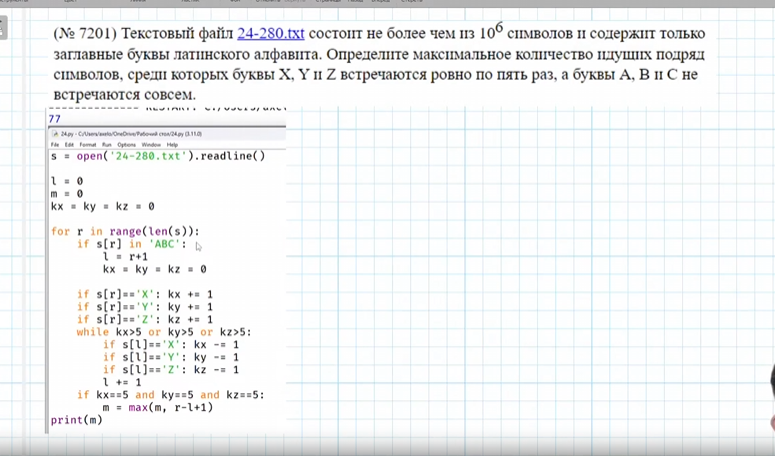 (№ 7201) Текстовый файл 24-280.txt состоит не более чем из 10^6 символов и содержит только
заглавные буквы латинского алфавита. Определите максимальное количество идущих подряд
символов, среди которых буквы X, Y и Z встречаются ровно по пять раз, а буквы A, B и C не
встречаются совсем.
77
24.py - C:/Users/axelo/OneDrive/Рабочий стол/24.py (3.11.0)
File Edit Format Run Options Window Help
s = open('24-280.txt').readline()
l = 0
m = 0
kx = ky = kz = 0
for r in range(len(s)):
    if s[r] in 'ABC':
        l = r+1
        kx = ky = kz = 0
    if s[r]=='X': kx += 1
    if s[r]=='Y': ky += 1
    if s[r]=='Z': kz += 1
    while kx>5 or ky>5 or kz>5:
        if s[l]=='X': kx -= 1
        if s[l]=='Y': ky -= 1
        if s[l]=='Z': kz -= 1
        l += 1
    if kx==5 and ky==5 and kz==5:
        m = max(m, r-l+1)
print(m)